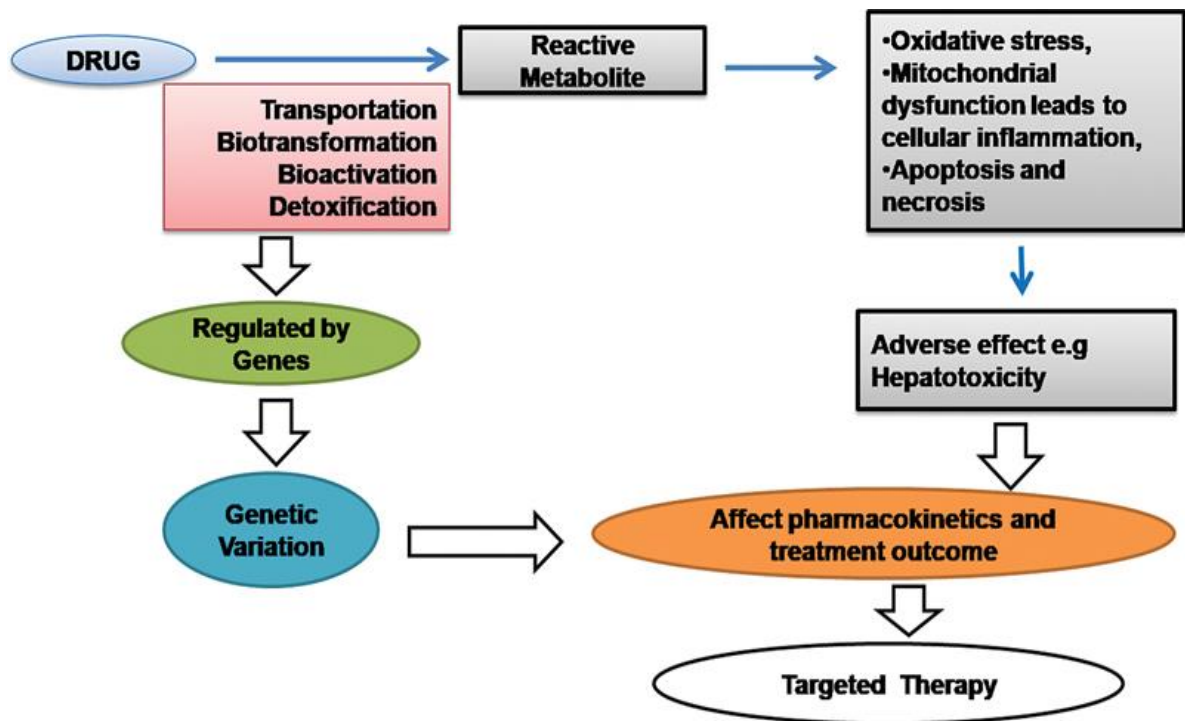 DRUG
Reactive
Metabolite
•Oxidative stress,
•Mitochondrial
dysfunction leads to
cellular inflammation,
•Apoptosis and
necrosis
Transportation
Biotransformation
Bioactivation
Detoxification
Regulated by
Genes
Adverse effect e.g
Hepatotoxicity
Genetic
Variation
Affect pharmacokinetics and
treatment outcome
Targeted Therapy